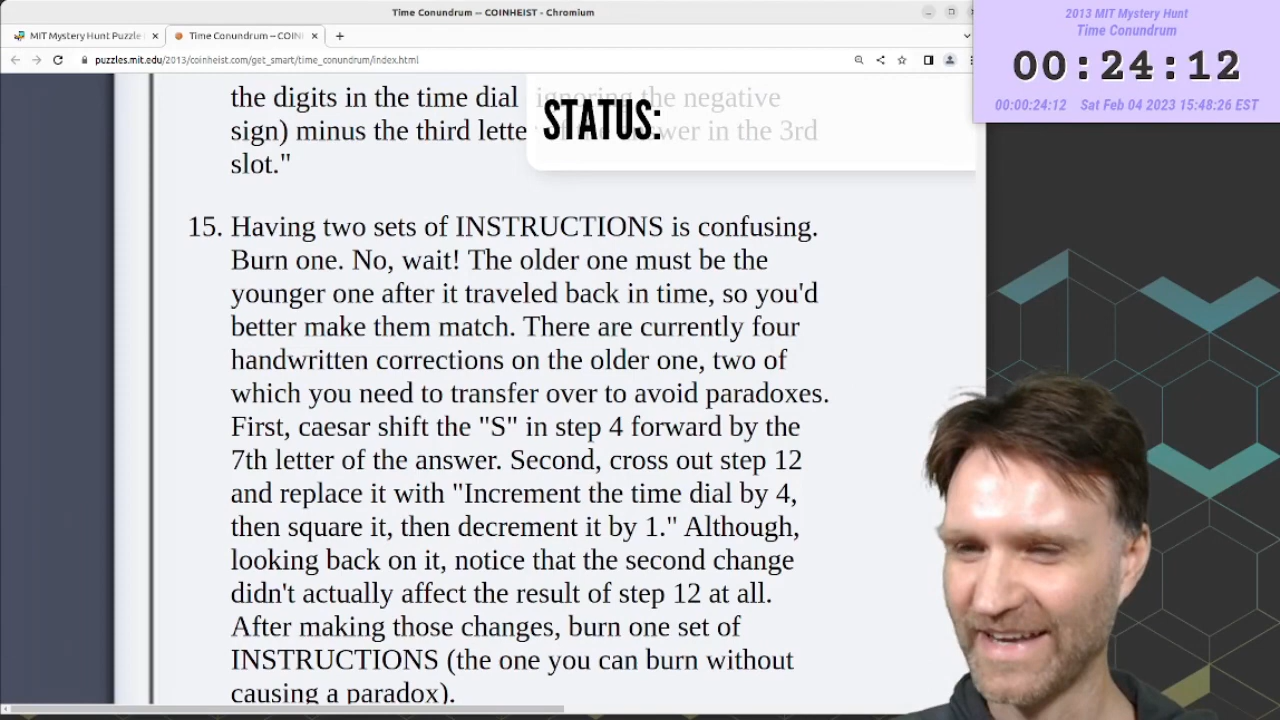 Time Conundrum — COINHEIST - Chromium
MIT Mystery Hunt Puzzle
Time Conundrum — COIN
puzzles.mit.edu/2013/coinheist.com/get_smart/time_conundrum/index.html
2013 MIT Mystery Hunt
Time Conundrum
00:24:12
00:00:24:12 Sat Feb 04 2023 15:48:26 EST
STATUS:
the digits in the time dial ignoring the negative
sign) minus the third lette answer in the 3rd
slot."
15. Having two sets of INSTRUCTIONS is confusing.
Burn one. No, wait! The older one must be the
younger one after it traveled back in time, so you'd
better make them match. There are currently four
handwritten corrections on the older one, two of
which you need to transfer over to avoid paradoxes.
First, caesar shift the "S" in step 4 forward by the
7th letter of the answer. Second, cross out step 12
and replace it with "Increment the time dial by 4,
then square it, then decrement it by 1." Although,
looking back on it, notice that the second change
didn't actually affect the result of step 12 at all.
After making those changes, burn one set of
INSTRUCTIONS (the one you can burn without
causing a paradox).